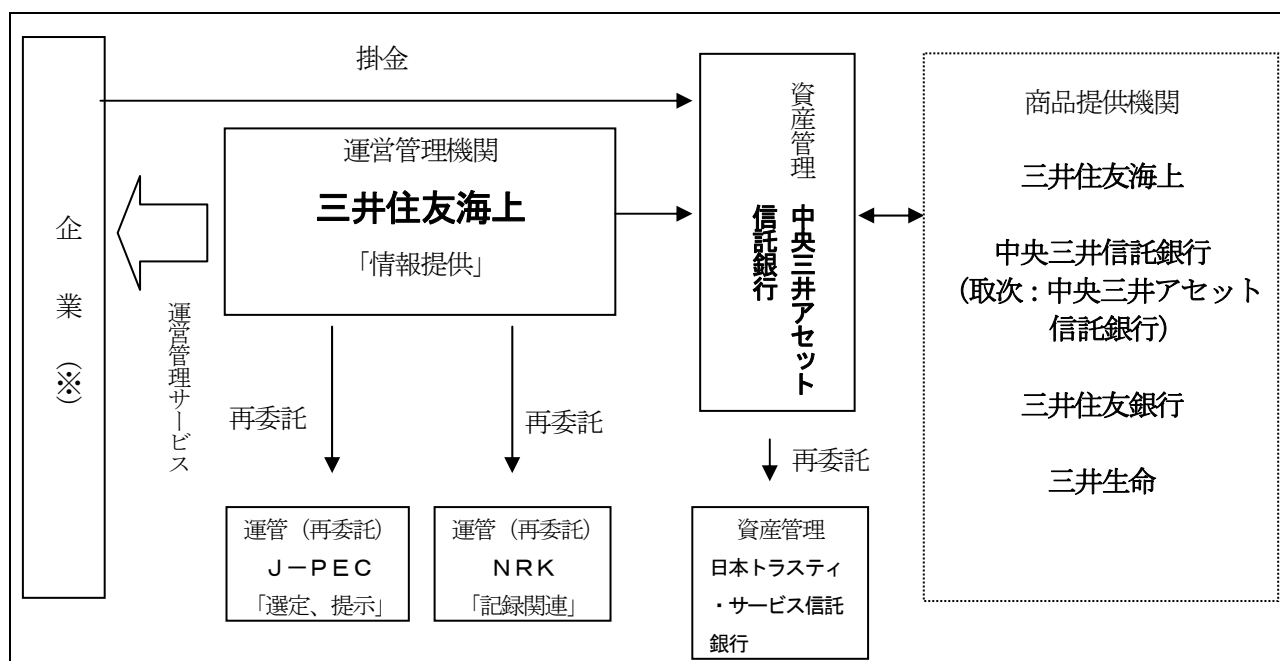 掛金
企業（※）
運営管理サービス
運営管理機関
三井住友海上
「情報提供」
再委託
再委託
運管（再委託）
J－PEC
「選定、提示」
運管（再委託）
NRK
「記録関連」
資産管理
中央三井アセット
信託銀行
再委託
資産管理
日本トラスティ
・サービス信託
銀行
商品提供機関
三井住友海上
中央三井信託銀行
（取次：中央三井アセット
信託銀行）
三井住友銀行
三井生命